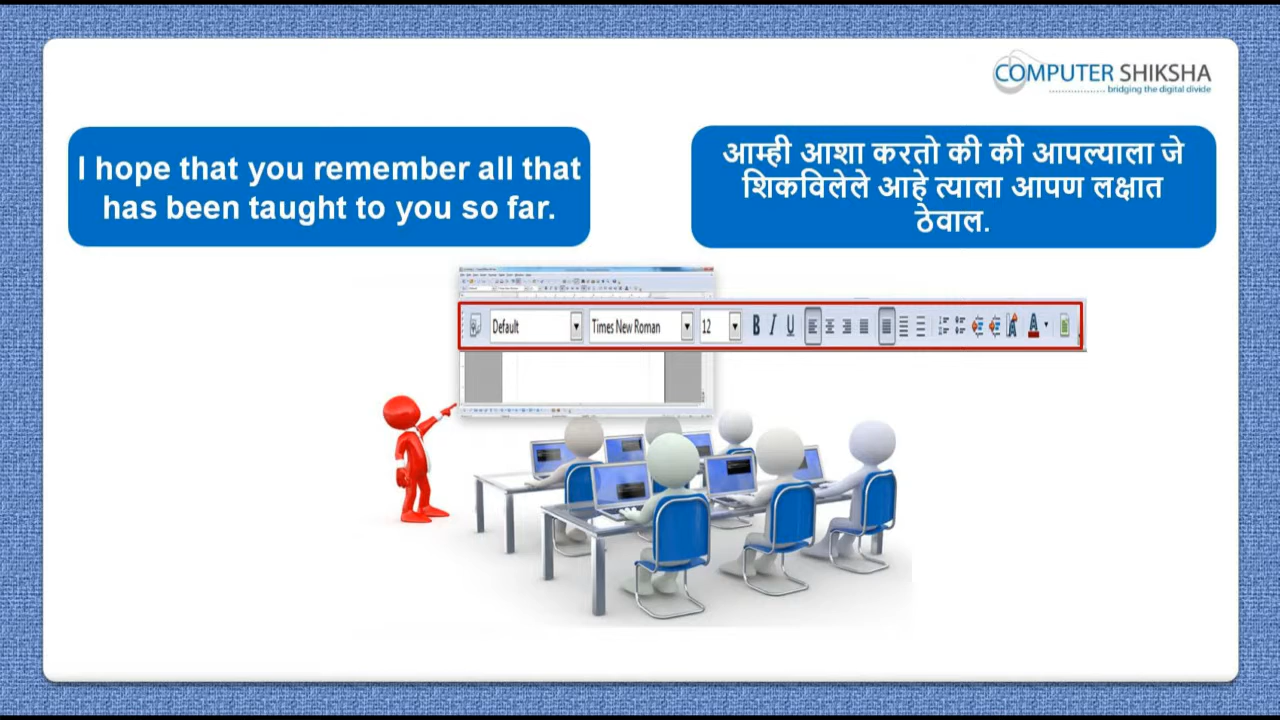 COMPUTER SHIKSHA
bridging the digital divide
I hope that you remember all that
has been taught to you so far.
आम्ही आशा करतो की की आपल्याला जे
शिकविलेले आहे त्याला आपण लक्षात
ठेवाल.
Default Times New Roman 12 B I U A A